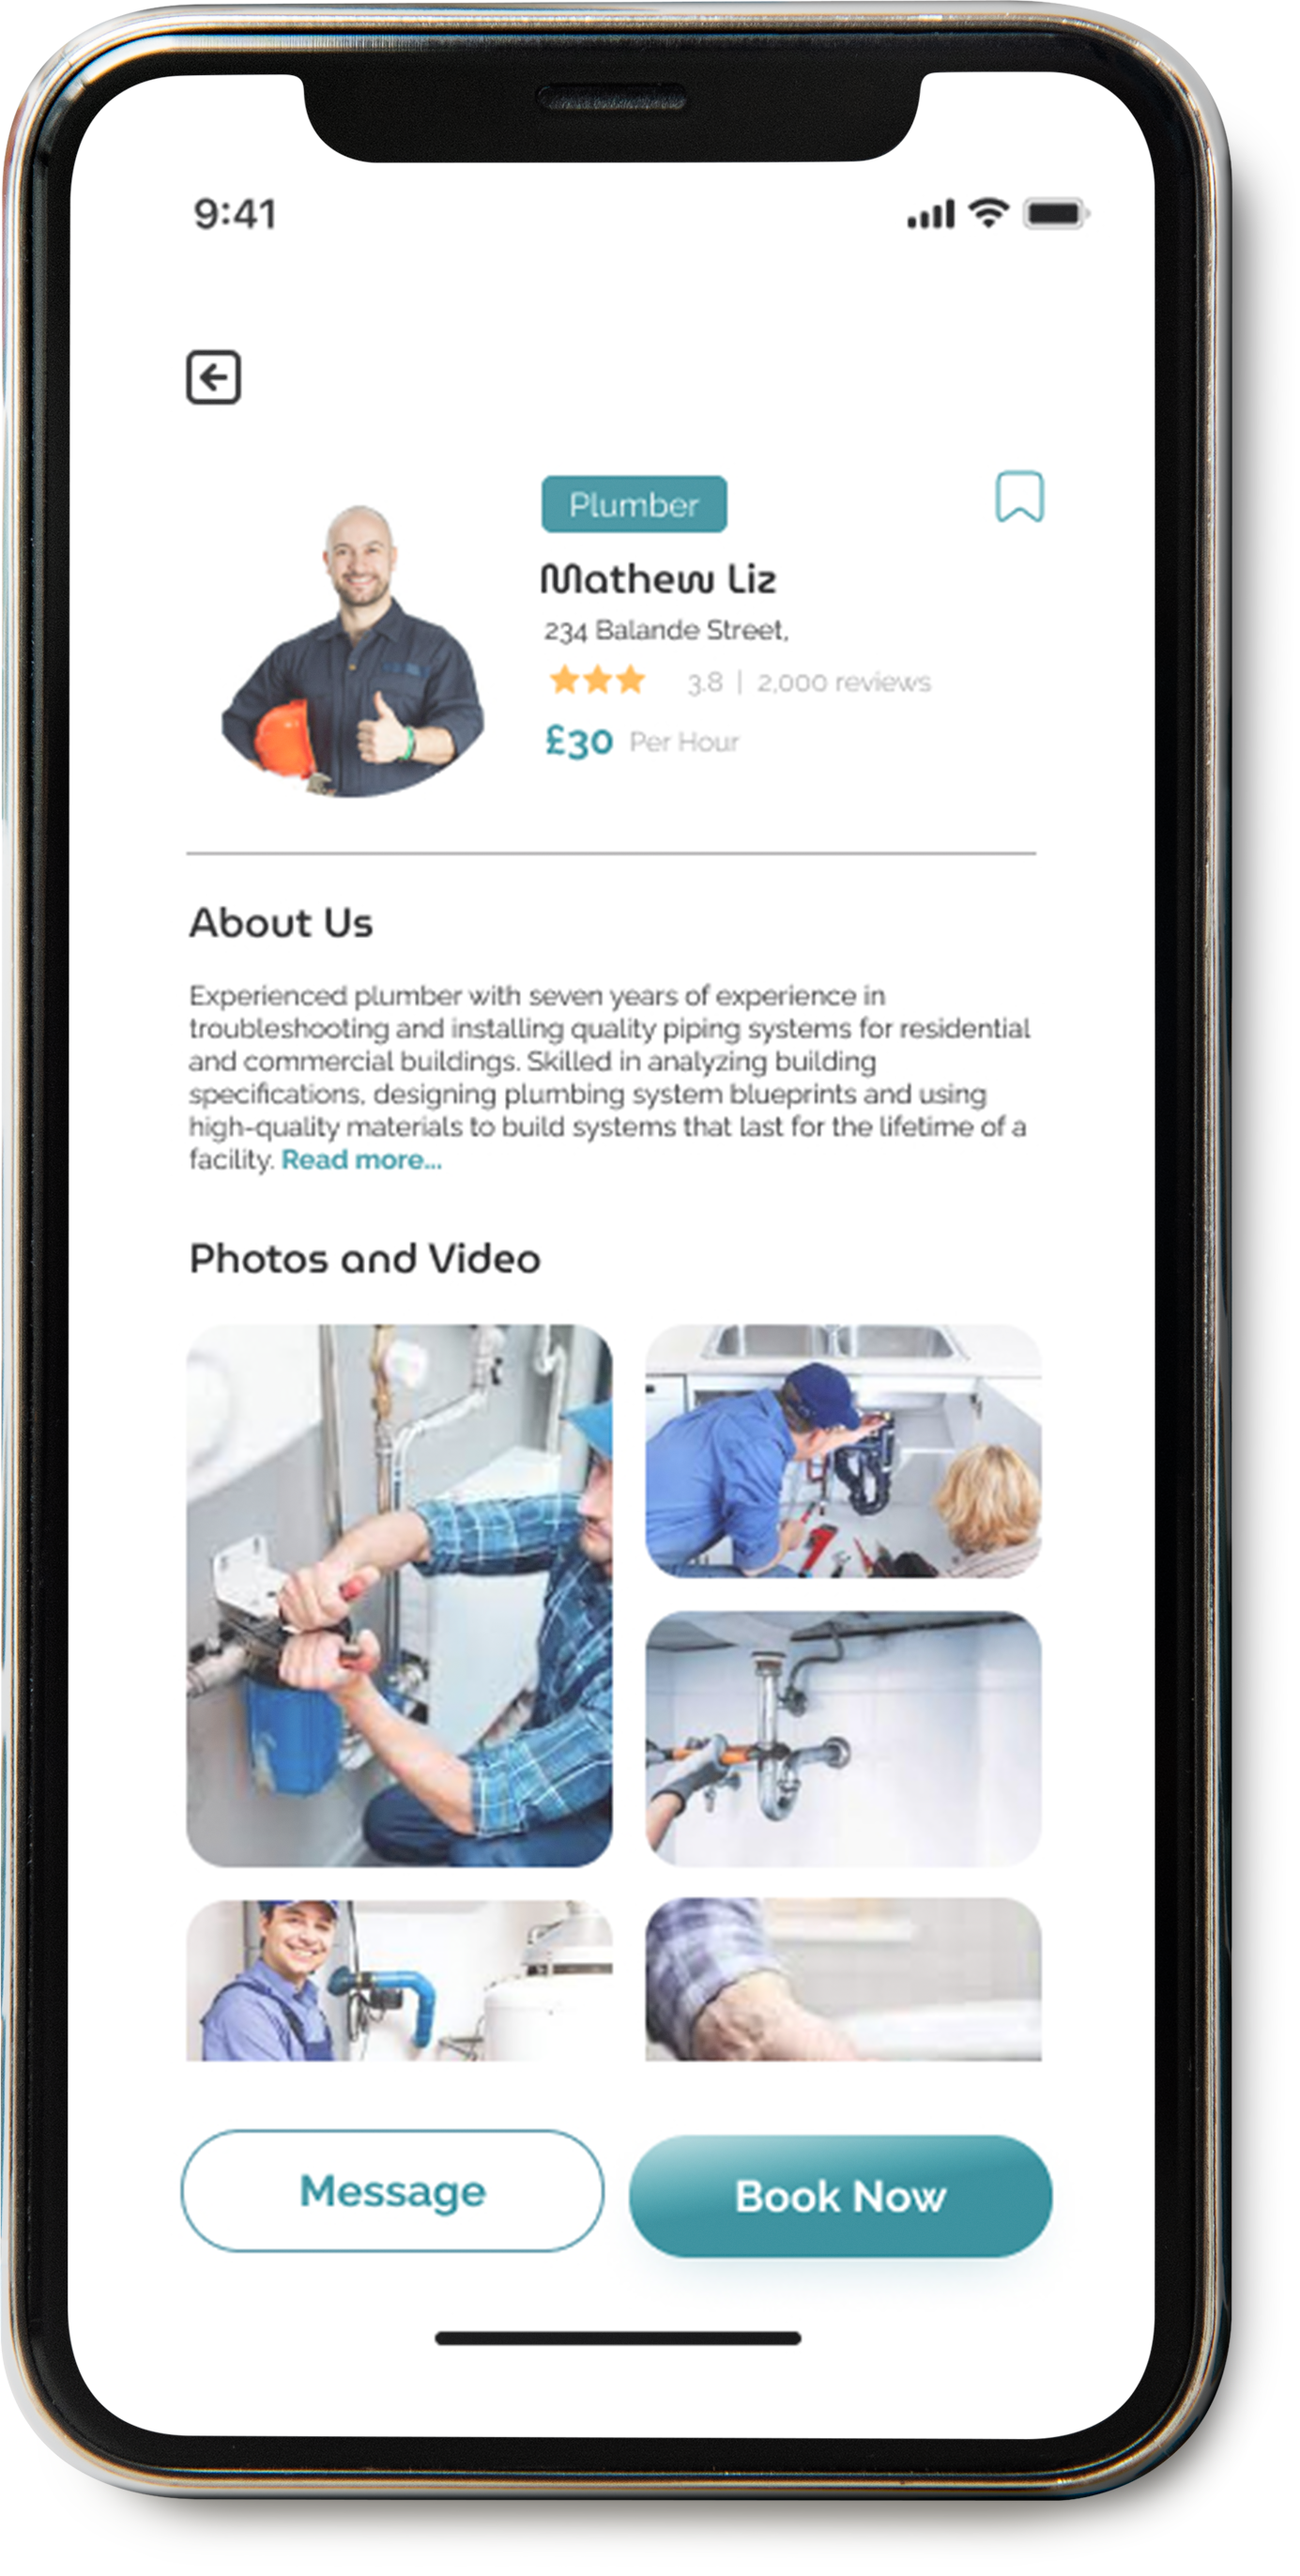 9:41
Plumber
Mathew Liz
234 Balande Street,
3.8 | 2,000 reviews
£30 Per Hour
About Us
Experienced plumber with seven years of experience in
troubleshooting and installing quality piping systems for residential
and commercial buildings. Skilled in analyzing building
specifications, designing plumbing system blueprints and using
high-quality materials to build systems that last for the lifetime of a
facility. Read more...
Photos and Video
Message
Book Now